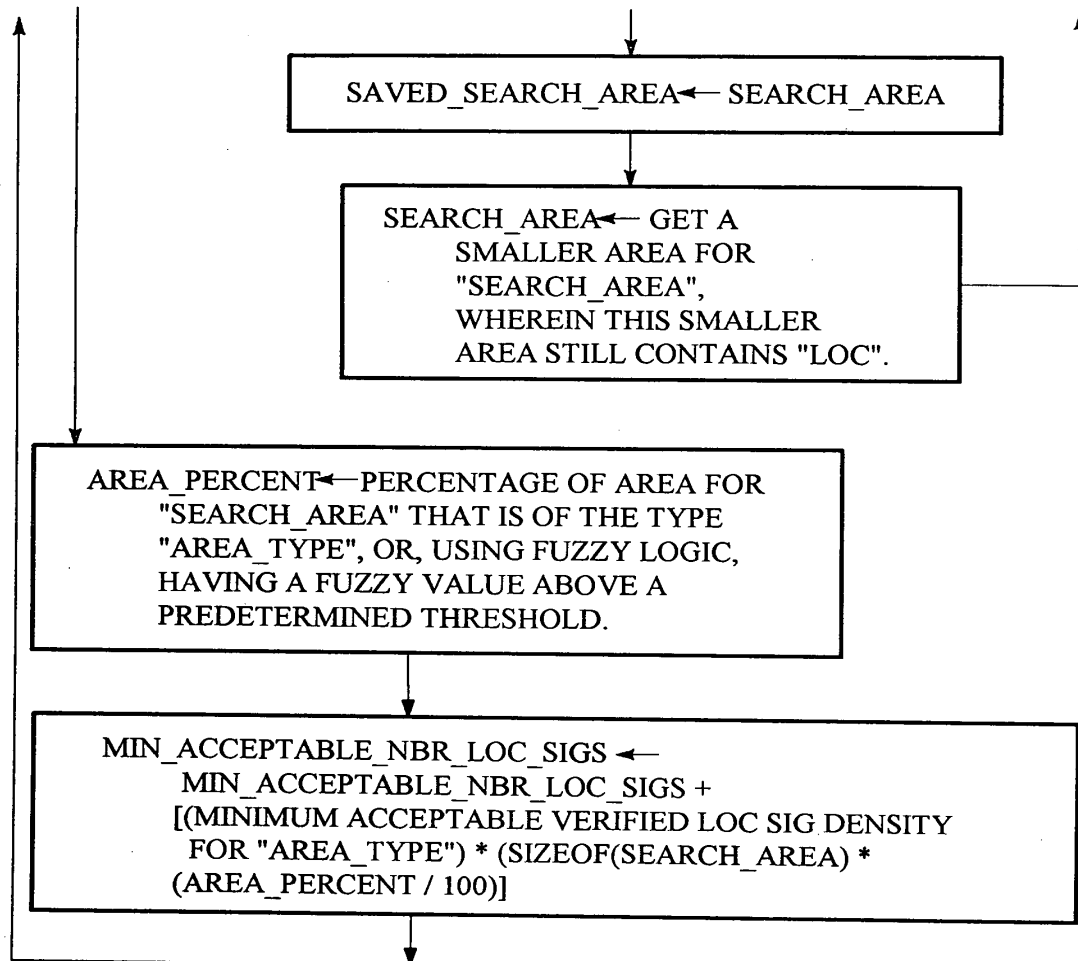 SAVED_SEARCH_AREA← SEARCH_AREA
SEARCH_AREA← GET A
SMALLER AREA FOR
"SEARCH_AREA",
WHEREIN THIS SMALLER
AREA STILL CONTAINS "LOC".
AREA_PERCENT←PERCENTAGE OF AREA FOR
"SEARCH_AREA" THAT IS OF THE TYPE
"AREA_TYPE", OR, USING FUZZY LOGIC,
HAVING A FUZZY VALUE ABOVE A
PREDETERMINED THRESHOLD.
MIN_ACCEPTABLE_NBR_LOC_SIGS ←
MIN_ACCEPTABLE_NBR_LOC_SIGS +
[(MINIMUM ACCEPTABLE VERIFIED LOC SIG DENSITY
FOR "AREA_TYPE") * (SIZEOF(SEARCH_AREA) *
(AREA_PERCENT / 100)]